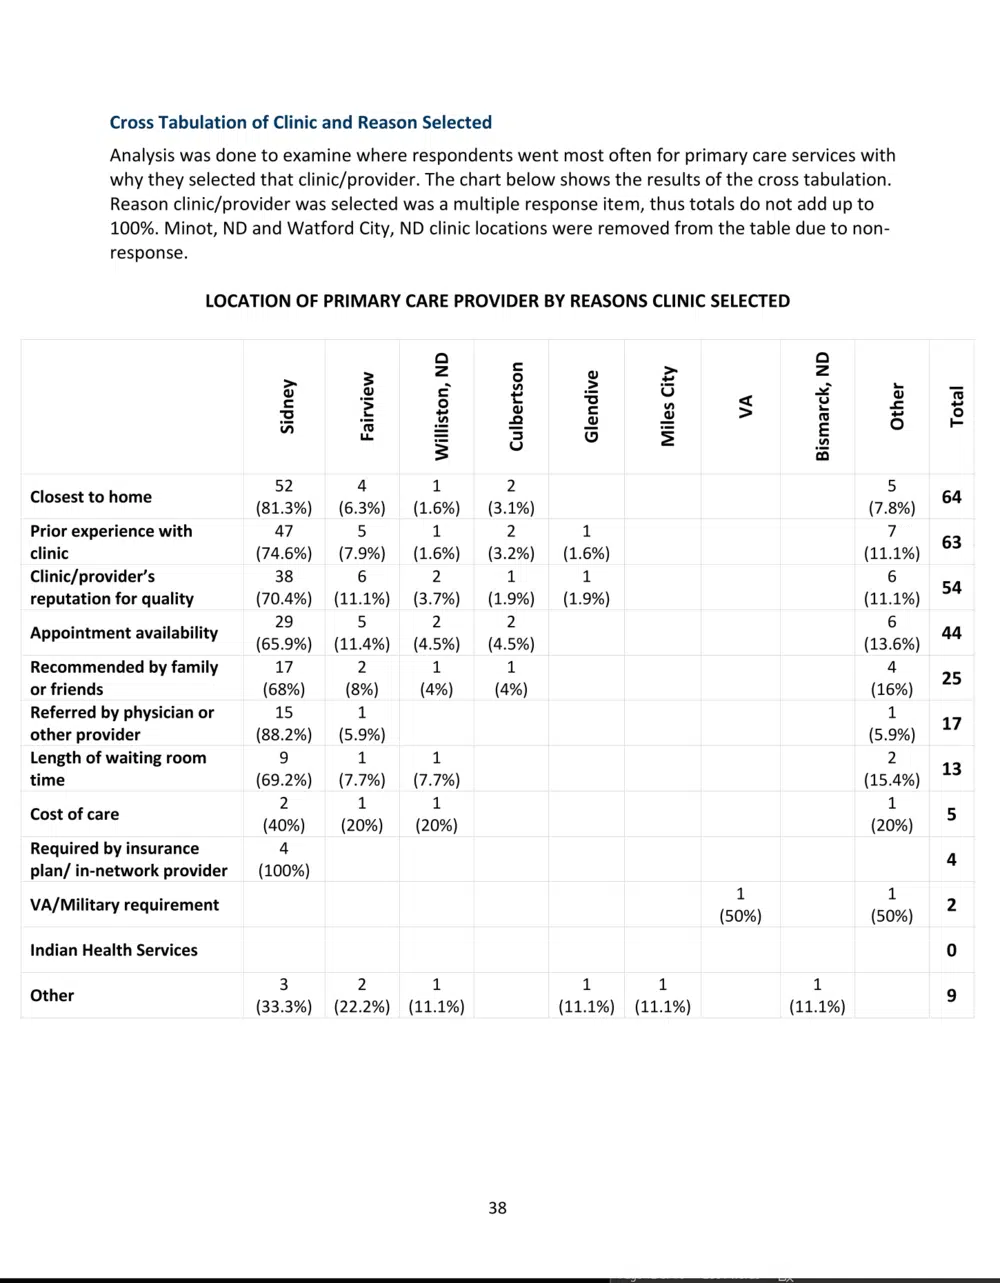 Cross Tabulation of Clinic and Reason Selected
Analysis was done to examine where respondents went most often for primary care services with
why they selected that clinic/provider. The chart below shows the results of the cross tabulation.
Reason clinic/provider was selected was a multiple response item, thus totals do not add up to
100%. Minot, ND and Watford City, ND clinic locations were removed from the table due to non-
response.
LOCATION OF PRIMARY CARE PROVIDER BY REASONS CLINIC SELECTED
Sidney Fairview Williston, ND Culbertson Glendive Miles City VA Bismarck, ND Other Total
Closest to home 52 4 1 2 5 64
(81.3%) (6.3%) (1.6%) (3.1%) (7.8%)
Prior experience with 47 5 1 2 1 7 63
clinic (74.6%) (7.9%) (1.6%) (3.2%) (1.6%) (11.1%)
Clinic/provider’s 38 6 2 1 1 6 54
reputation for quality (70.4%) (11.1%) (3.7%) (1.9%) (1.9%) (11.1%)
Appointment availability 29 5 2 2 6 44
(65.9%) (11.4%) (4.5%) (4.5%) (13.6%)
Recommended by family 17 2 1 1 4 25
or friends (68%) (8%) (4%) (4%) (16%)
Referred by physician or 15 1 1 17
other provider (88.2%) (5.9%) (5.9%)
Length of waiting room 9 1 1 2 13
time (69.2%) (7.7%) (7.7%) (15.4%)
Cost of care 2 1 1 1 5
(40%) (20%) (20%) (20%)
Required by insurance 4 4
plan/ in-network provider (100%)
VA/Military requirement 1 1 2
(50%) (50%)
Indian Health Services 0
Other 3 2 1 1 1 1 9
(33.3%) (22.2%) (11.1%) (11.1%) (11.1%) (11.1%)
38